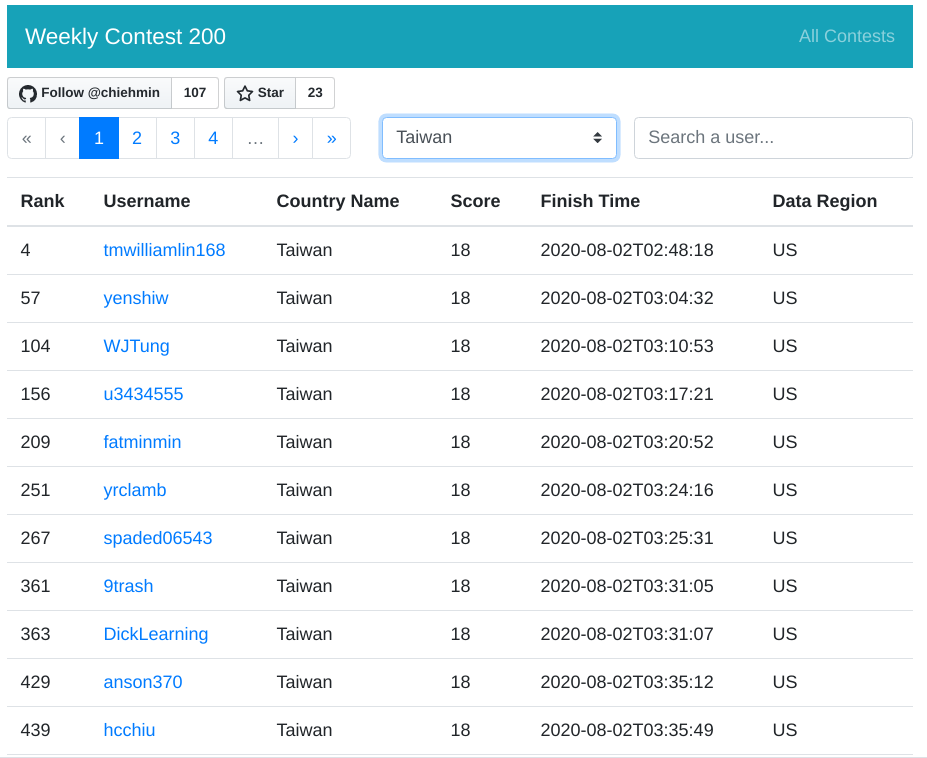 Weekly Contest 200 All Contests
Follow @chiehmin 107 Star 23
« ‹ 1 2 3 4 … › » Taiwan Search a user...
Rank Username Country Name Score Finish Time Data Region
4 tmwilliamlin168 Taiwan 18 2020-08-02T02:48:18 US
57 yenshiw Taiwan 18 2020-08-02T03:04:32 US
104 WJTung Taiwan 18 2020-08-02T03:10:53 US
156 u3434555 Taiwan 18 2020-08-02T03:17:21 US
209 fatminmin Taiwan 18 2020-08-02T03:20:52 US
251 yrclamb Taiwan 18 2020-08-02T03:24:16 US
267 spaded06543 Taiwan 18 2020-08-02T03:25:31 US
361 9trash Taiwan 18 2020-08-02T03:31:05 US
363 DickLearning Taiwan 18 2020-08-02T03:31:07 US
429 anson370 Taiwan 18 2020-08-02T03:35:12 US
439 hcchiu Taiwan 18 2020-08-02T03:35:49 US